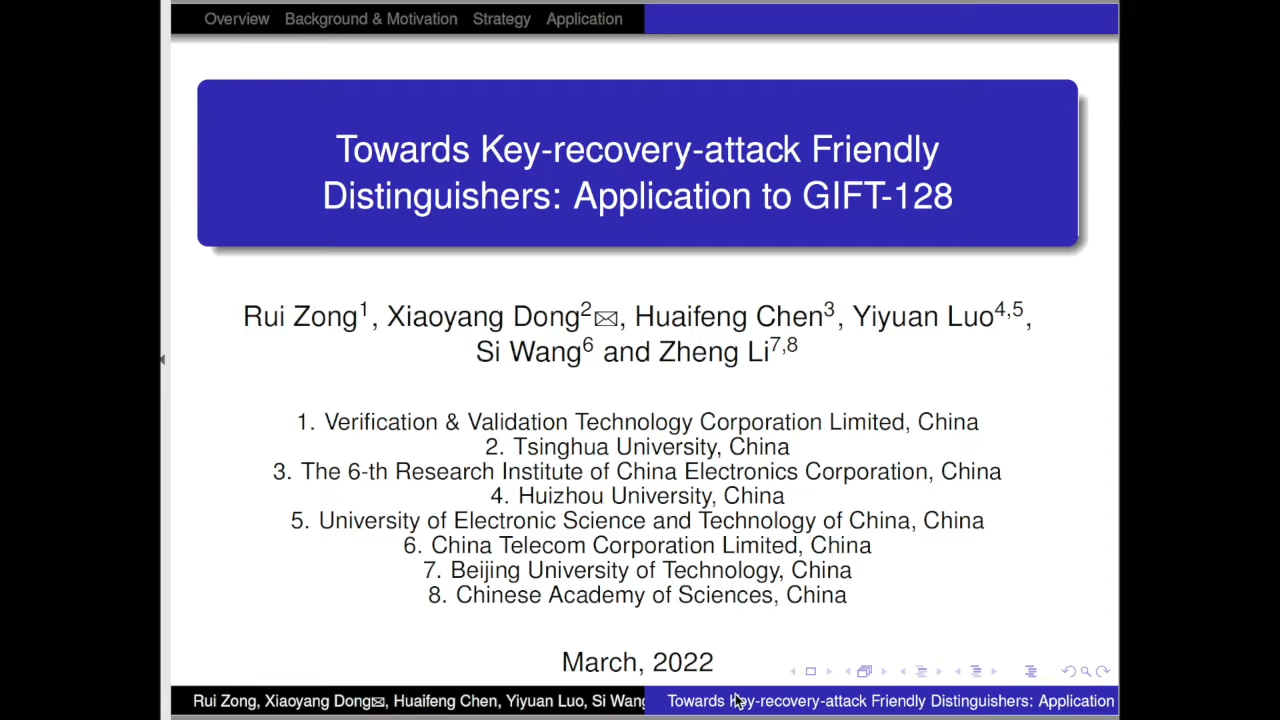 Overview Background & Motivation Strategy Application
Towards Key-recovery-attack Friendly
Distinguishers: Application to GIFT-128
Rui Zong1, Xiaoyang Dong2✉, Huaifeng Chen3, Yiyuan Luo4,5,
Si Wang6 and Zheng Li7,8
1. Verification & Validation Technology Corporation Limited, China
2. Tsinghua University, China
3. The 6-th Research Institute of China Electronics Corporation, China
4. Huizhou University, China
5. University of Electronic Science and Technology of China, China
6. China Telecom Corporation Limited, China
7. Beijing University of Technology, China
8. Chinese Academy of Sciences, China
March, 2022
Rui Zong, Xiaoyang Dong✉, Huaifeng Chen, Yiyuan Luo, Si Wang Towards Key-recovery-attack Friendly Distinguishers: Application